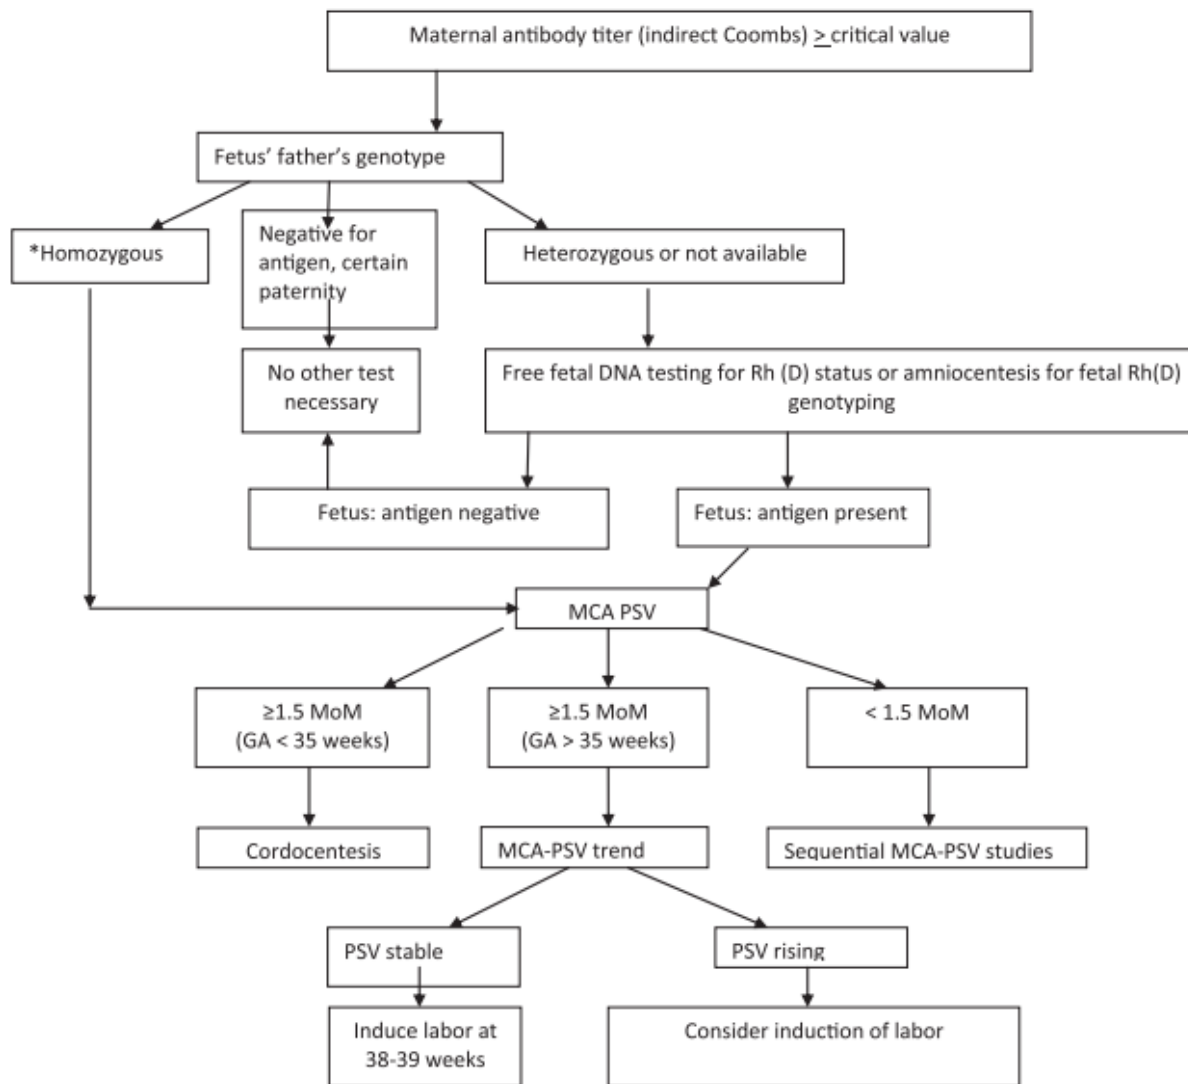 Maternal antibody titer (indirect Coombs) ≥ critical value
Fetus' father's genotype
*Homozygous
Negative for
antigen, certain
paternity
Heterozygous or not available
No other test
necessary
Free fetal DNA testing for Rh (D) status or amniocentesis for fetal Rh(D)
genotyping
Fetus: antigen negative
Fetus: antigen present
MCA PSV
≥1.5 MoM
(GA < 35 weeks)
≥1.5 MoM
(GA > 35 weeks)
< 1.5 MoM
Cordocentesis
MCA-PSV trend
Sequential MCA-PSV studies
PSV stable
PSV rising
Induce labor at
38-39 weeks
Consider induction of labor